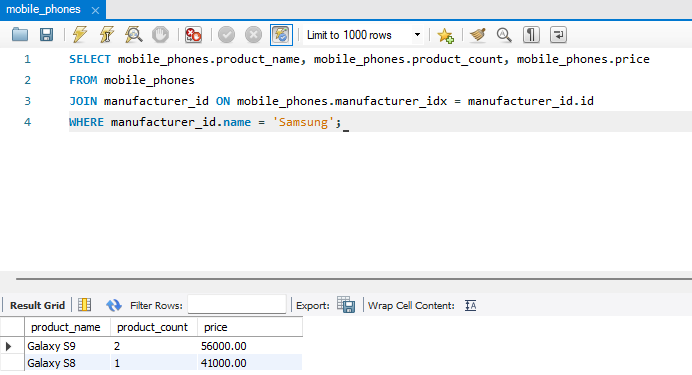 mobile_phones
Limit to 1000 rows
1 SELECT mobile_phones.product_name, mobile_phones.product_count, mobile_phones.price
2 FROM mobile_phones
3 JOIN manufacturer_id ON mobile_phones.manufacturer_idx = manufacturer_id.id
4 WHERE manufacturer_id.name = 'Samsung';
Result Grid Filter Rows: Export: Wrap Cell Content:
product_name product_count price
Galaxy S9 2 56000.00
Galaxy S8 1 41000.00